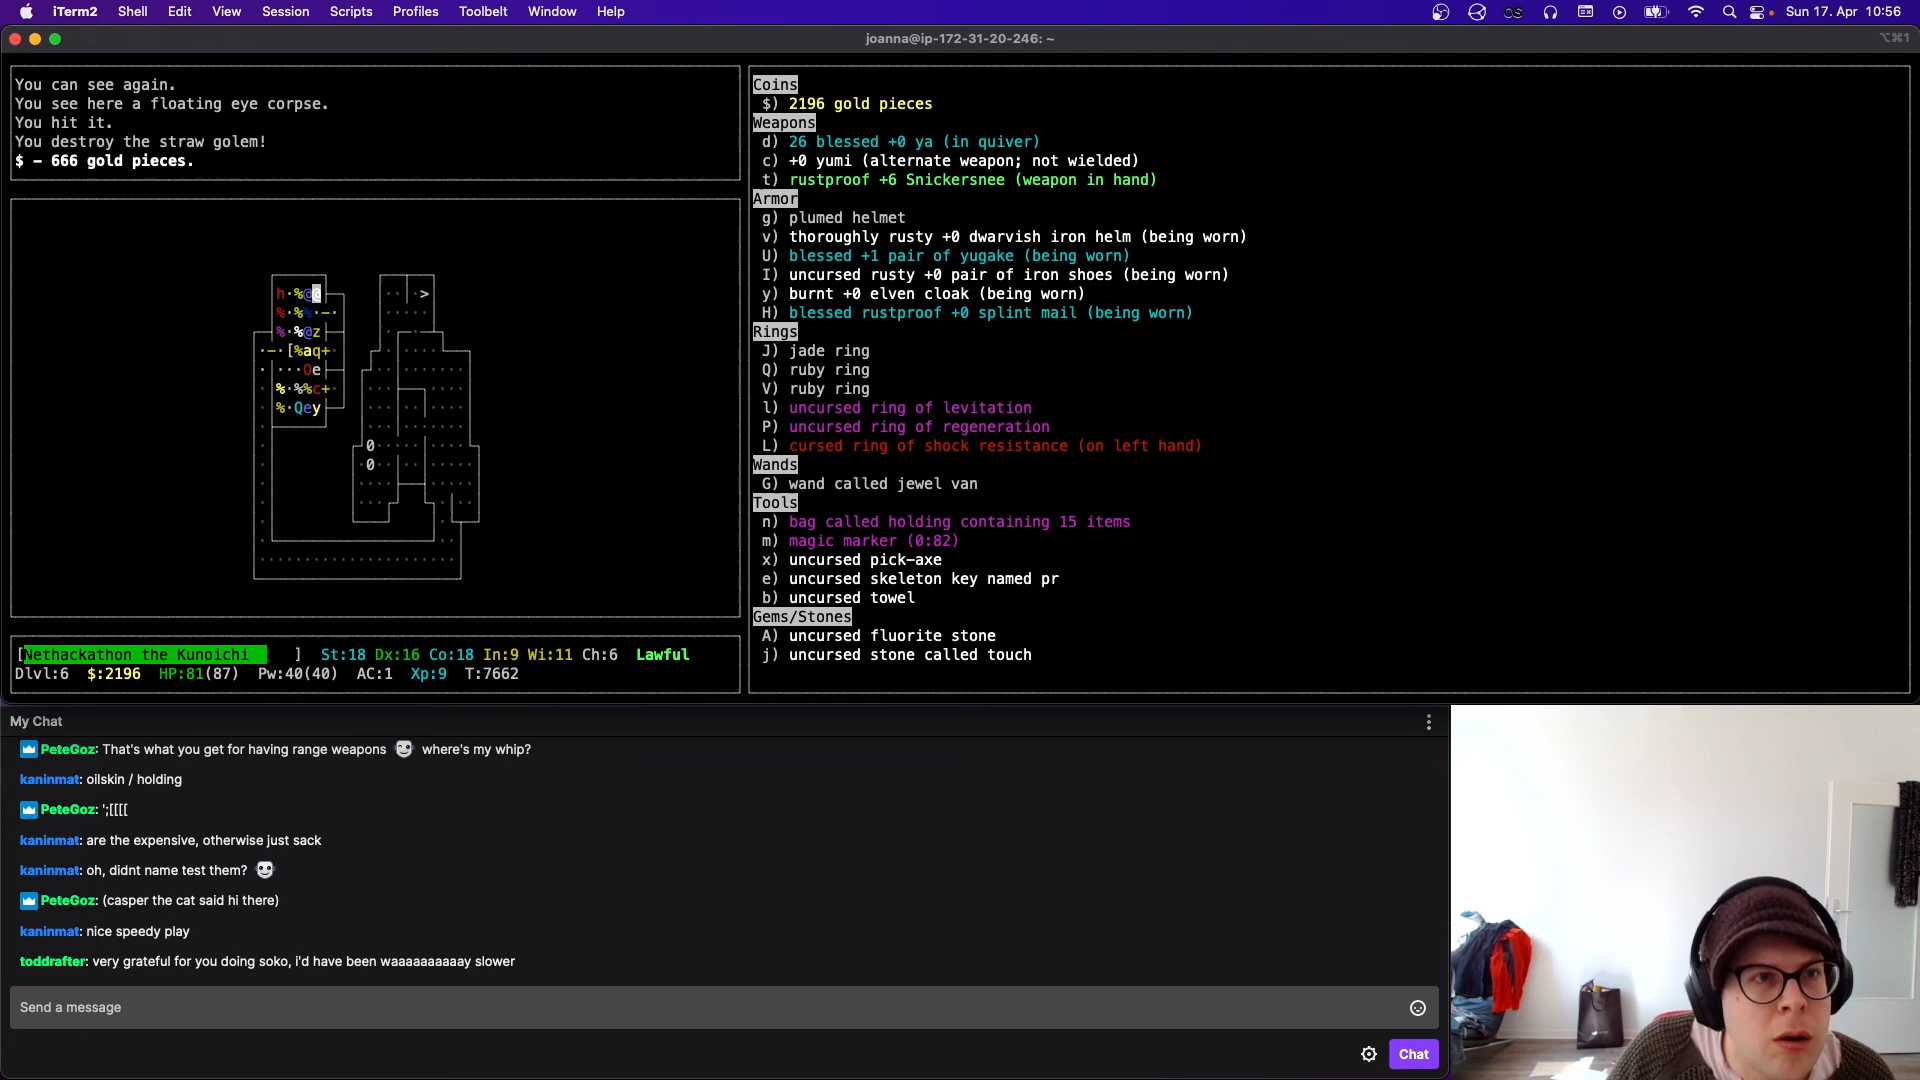 iTerm2 Shell Edit View Session Scripts Profiles Toolbelt Window Help Sun 17. Apr 10:56
joanna@ip-172-31-20-246: ~ ⌥⌘1
You can see again.
You see here a floating eye corpse.
You hit it.
You destroy the straw golem!
$ - 666 gold pieces.
h·%@@ ··|·>
%·%%·-· ·····
%·%@z
·-·[%aq+·
····Oe
%·%%c+·
%·Qey
0
0
[Nethackathon the Kunoichi ] St:18 Dx:16 Co:18 In:9 Wi:11 Ch:6 Lawful
Dlvl:6 $:2196 HP:81(87) Pw:40(40) AC:1 Xp:9 T:7662
Coins
$) 2196 gold pieces
Weapons
d) 26 blessed +0 ya (in quiver)
c) +0 yumi (alternate weapon; not wielded)
t) rustproof +6 Snickersnee (weapon in hand)
Armor
g) plumed helmet
v) thoroughly rusty +0 dwarvish iron helm (being worn)
U) blessed +1 pair of yugake (being worn)
I) uncursed rusty +0 pair of iron shoes (being worn)
y) burnt +0 elven cloak (being worn)
H) blessed rustproof +0 splint mail (being worn)
Rings
J) jade ring
Q) ruby ring
V) ruby ring
l) uncursed ring of levitation
P) uncursed ring of regeneration
L) cursed ring of shock resistance (on left hand)
Wands
G) wand called jewel van
Tools
n) bag called holding containing 15 items
m) magic marker (0:82)
x) uncursed pick-axe
e) uncursed skeleton key named pr
b) uncursed towel
Gems/Stones
A) uncursed fluorite stone
j) uncursed stone called touch
My Chat
PeteGoz: That's what you get for having range weapons where's my whip?
kaninmat: oilskin / holding
PeteGoz: ';[[[[
kaninmat: are the expensive, otherwise just sack
kaninmat: oh, didnt name test them?
PeteGoz: (casper the cat said hi there)
kaninmat: nice speedy play
toddrafter: very grateful for you doing soko, i'd have been waaaaaaaaaay slower
Send a message
Chat